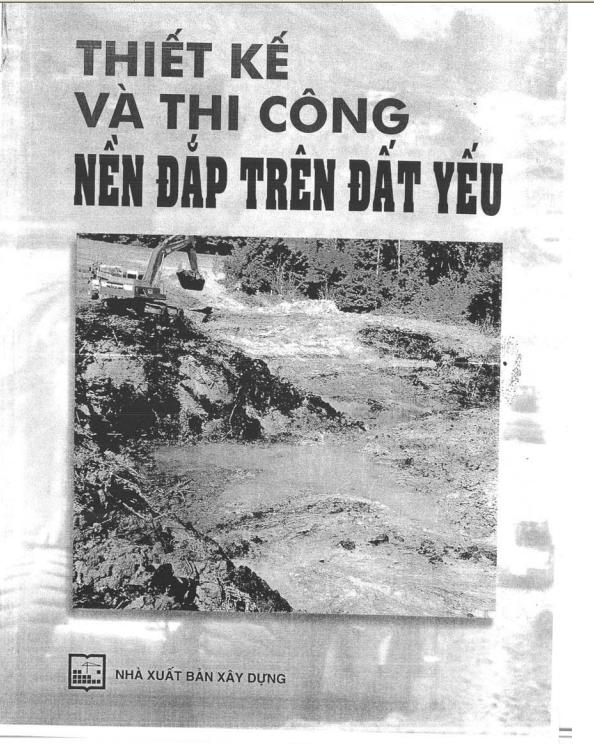 THIẾT KẾ
VÀ THI CÔNG
NỀN ĐẮP TRÊN ĐẤT YẾU
NHÀ XUẤT BẢN XÂY DỰNG